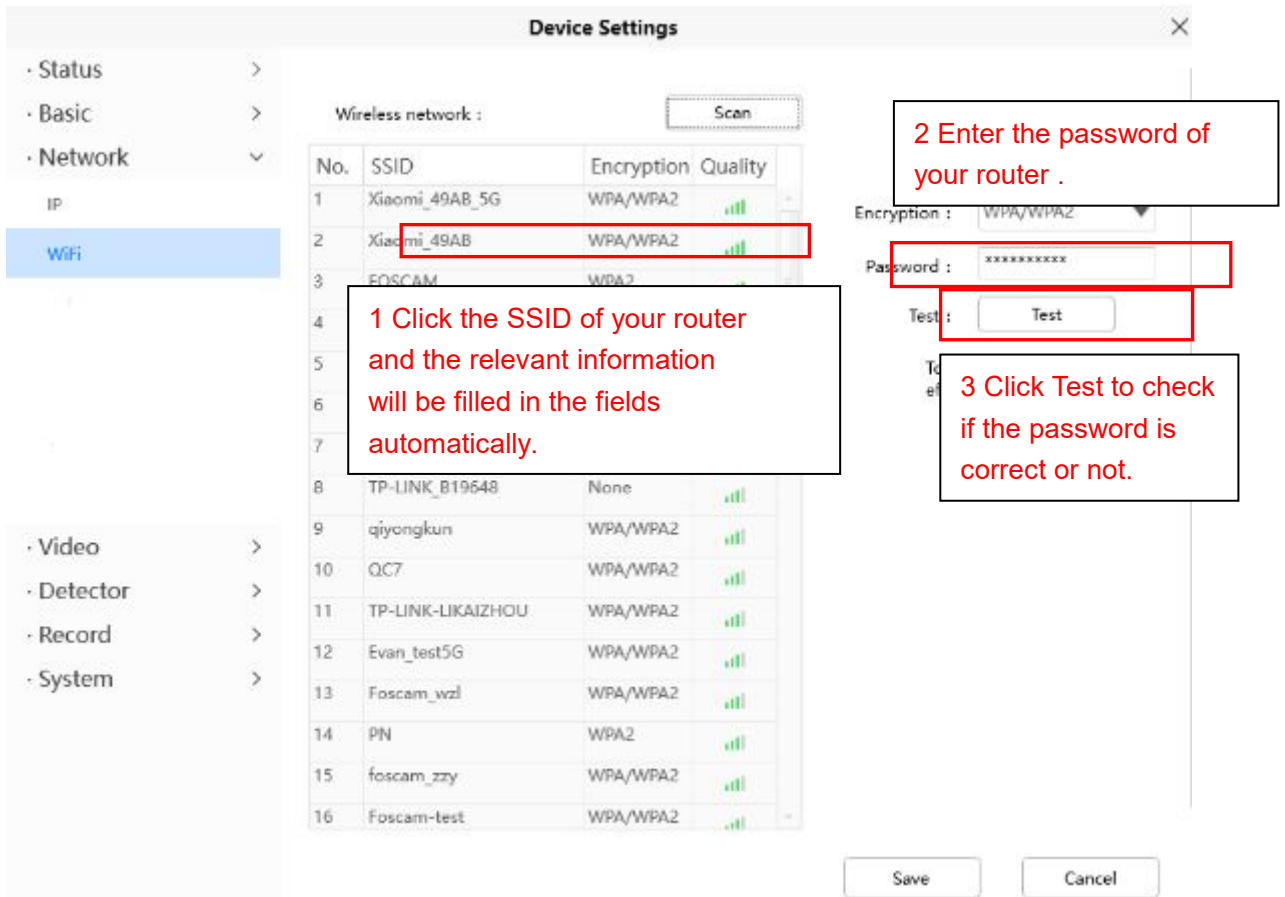 Device Settings
· Status
· Basic
· Network
IP
WiFi
· Video
· Detector
· Record
· System
Wireless network :
Scan
No. SSID Encryption Quality
1 Xiaomi_49AB_5G WPA/WPA2
2 Xiaomi_49AB WPA/WPA2
3 FOSCAM WPA2
4
5
6
7
8 TP-LINK_B19648 None
9 qiyongkun WPA/WPA2
10 QC7 WPA/WPA2
11 TP-LINK-LIKAIZHOU WPA/WPA2
12 Evan_test5G WPA/WPA2
13 Foscam_wzl WPA/WPA2
14 PN WPA2
15 foscam_zzy WPA/WPA2
16 Foscam-test WPA/WPA2
1 Click the SSID of your router
and the relevant information
will be filled in the fields
automatically.
2 Enter the password of
your router .
Encryption : WPA/WPA2
Password : **********
Test : Test
3 Click Test to check
if the password is
correct or not.
Save
Cancel